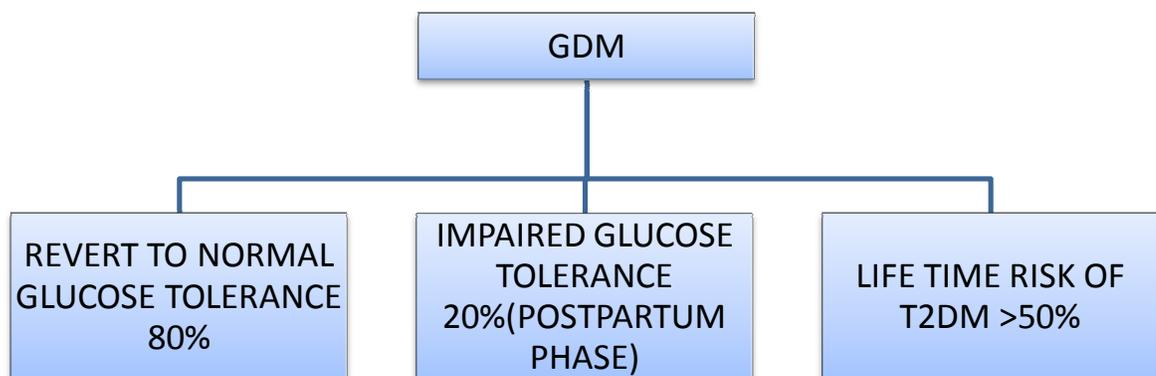 GDM
REVERT TO NORMAL
GLUCOSE TOLERANCE
80%
IMPAIRED GLUCOSE
TOLERANCE
20%(POSTPARTUM
PHASE)
LIFE TIME RISK OF
T2DM >50%